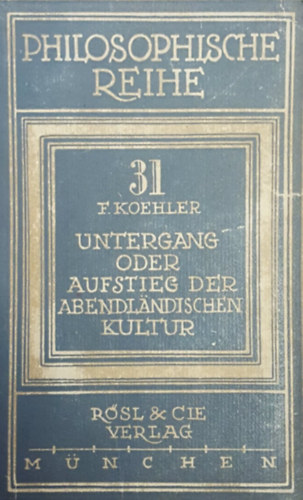 PHILOSOPHISCHE
REIHE
31
F. KOEHLER
UNTERGANG
ODER
AUFSTIEG DER
ABENDLÄNDISCHEN
KULTUR
RÖSL & CIE
VERLAG
MÜNCHEN